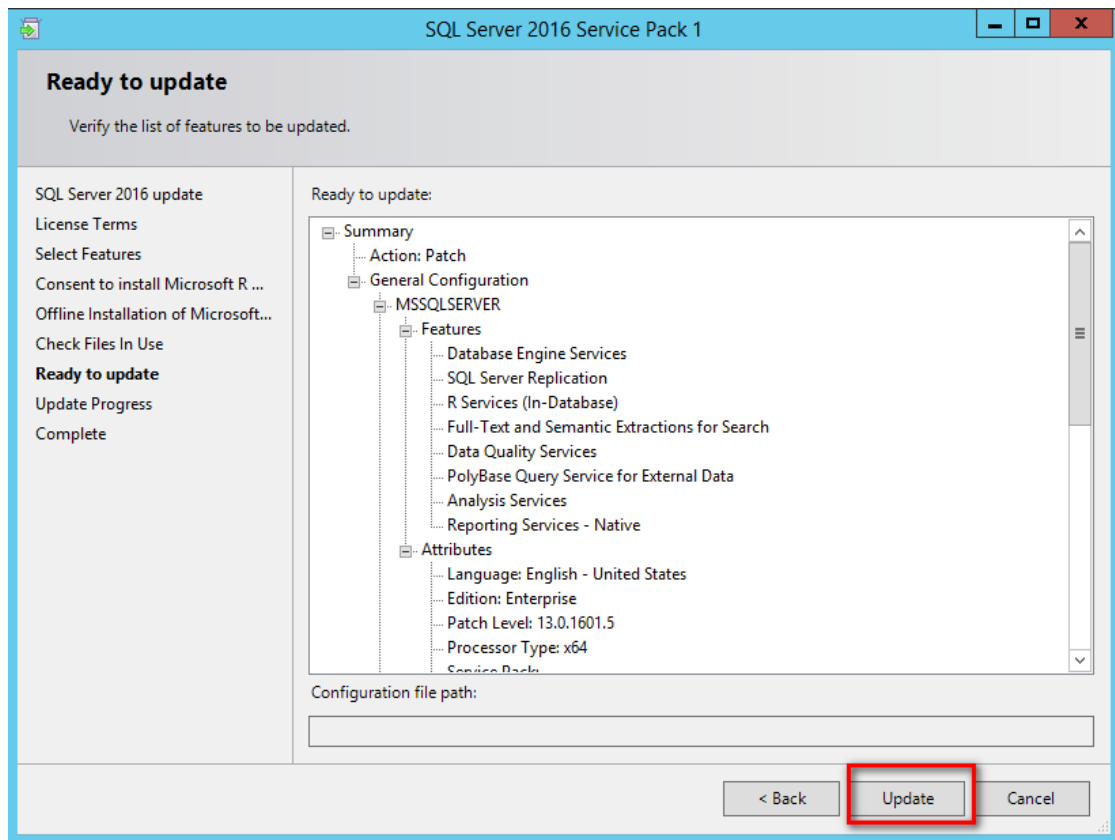 SQL Server 2016 Service Pack 1
Ready to update
Verify the list of features to be updated.
SQL Server 2016 update
License Terms
Select Features
Consent to install Microsoft R ...
Offline Installation of Microsoft...
Check Files In Use
Ready to update
Update Progress
Complete
Ready to update:
Summary
Action: Patch
General Configuration
MSSQLSERVER
Features
Database Engine Services
SQL Server Replication
R Services (In-Database)
Full-Text and Semantic Extractions for Search
Data Quality Services
PolyBase Query Service for External Data
Analysis Services
Reporting Services - Native
Attributes
Language: English - United States
Edition: Enterprise
Patch Level: 13.0.1601.5
Processor Type: x64
Service Pack:
Configuration file path:
< Back
Update
Cancel